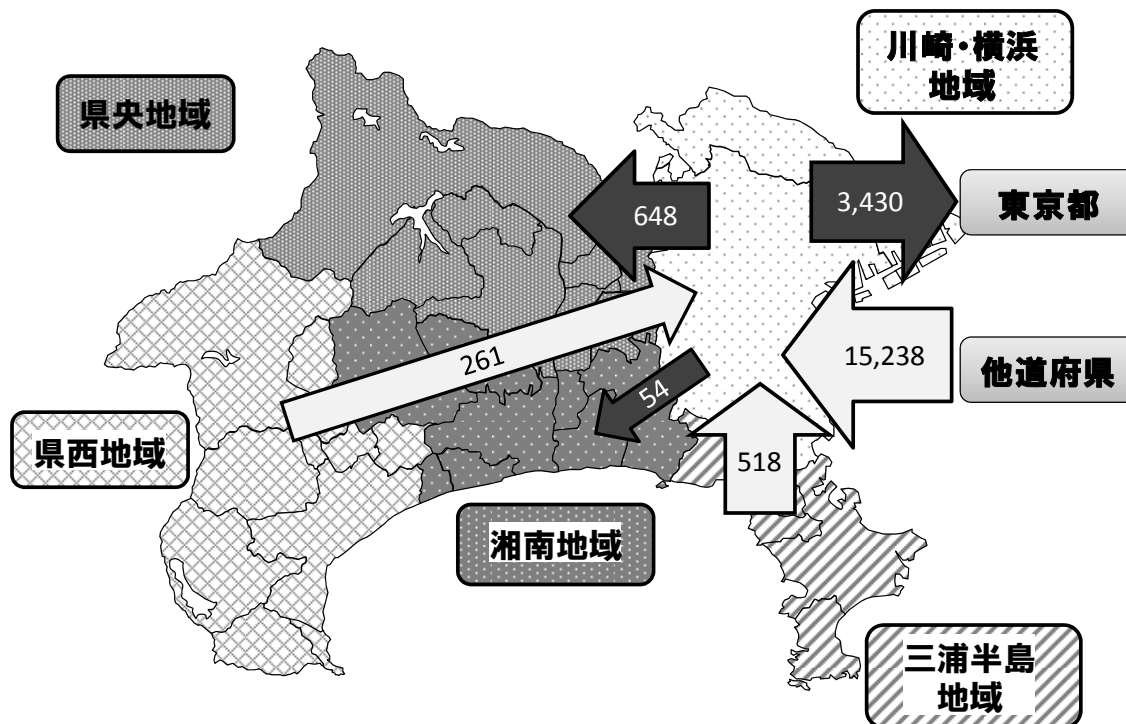 川崎・横浜
地域
県央地域
648
3,430
東京都
261
15,238
他道府県
54
県西地域
518
湘南地域
三浦半島
地域